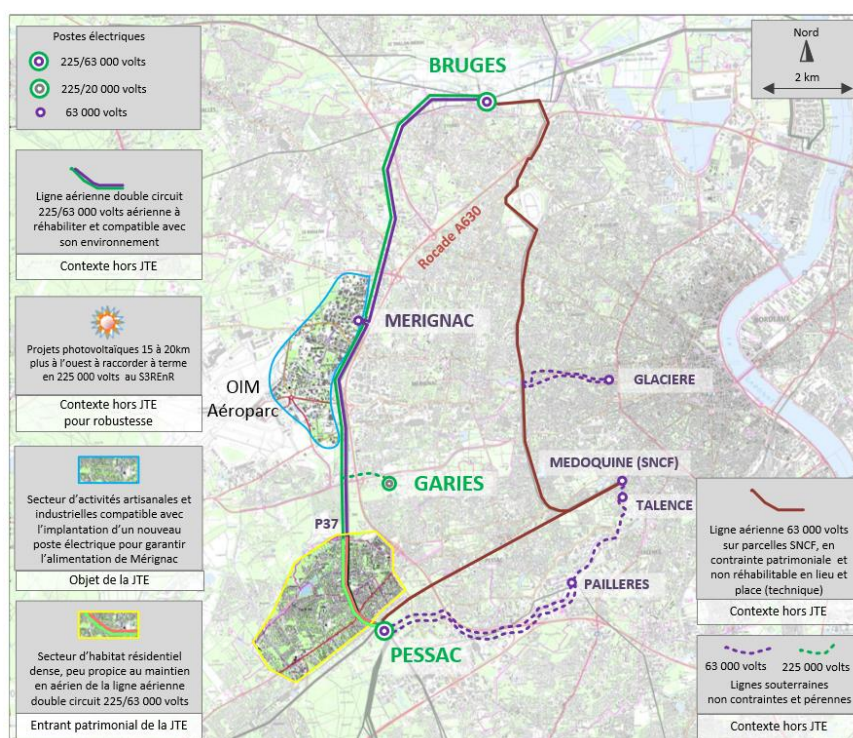 Postes électriques
225/63 000 volts
225/20 000 volts
63 000 volts
Ligne aérienne double circuit
225/63 000 volts aérienne à
réhabiliter et compatible avec
son environnement
Contexte hors JTE
Projets photovoltaïques 15 à 20km
plus à l'ouest à raccorder à terme
en 225 000 volts au S3REnR
Contexte hors JTE
pour robustesse
Secteur d'activités artisanales et
industrielles compatible avec
l'implantation d'un nouveau
poste électrique pour garantir
l'alimentation de Mérignac
Objet de la JTE
Secteur d'habitat résidentiel
dense, peu propice au maintien
en aérien de la ligne aérienne
double circuit 225/63 000 volts
Entrant patrimonial de la JTE
BRUGES
Rocade A630
MERIGNAC
OIM
Aéroparc
GLACIERE
GARIES
MEDOQUINE (SNCF)
TALENCE
P37
PAILLERES
PESSAC
Nord
2 km
Ligne aérienne 63 000 volts
sur parcelles SNCF, en
contrainte patrimoniale et
non réhabilitable en lieu et
place (technique)
Contexte hors JTE
63 000 volts 225 000 volts
Lignes souterraines
non contraintes et pérennes
Contexte hors JTE